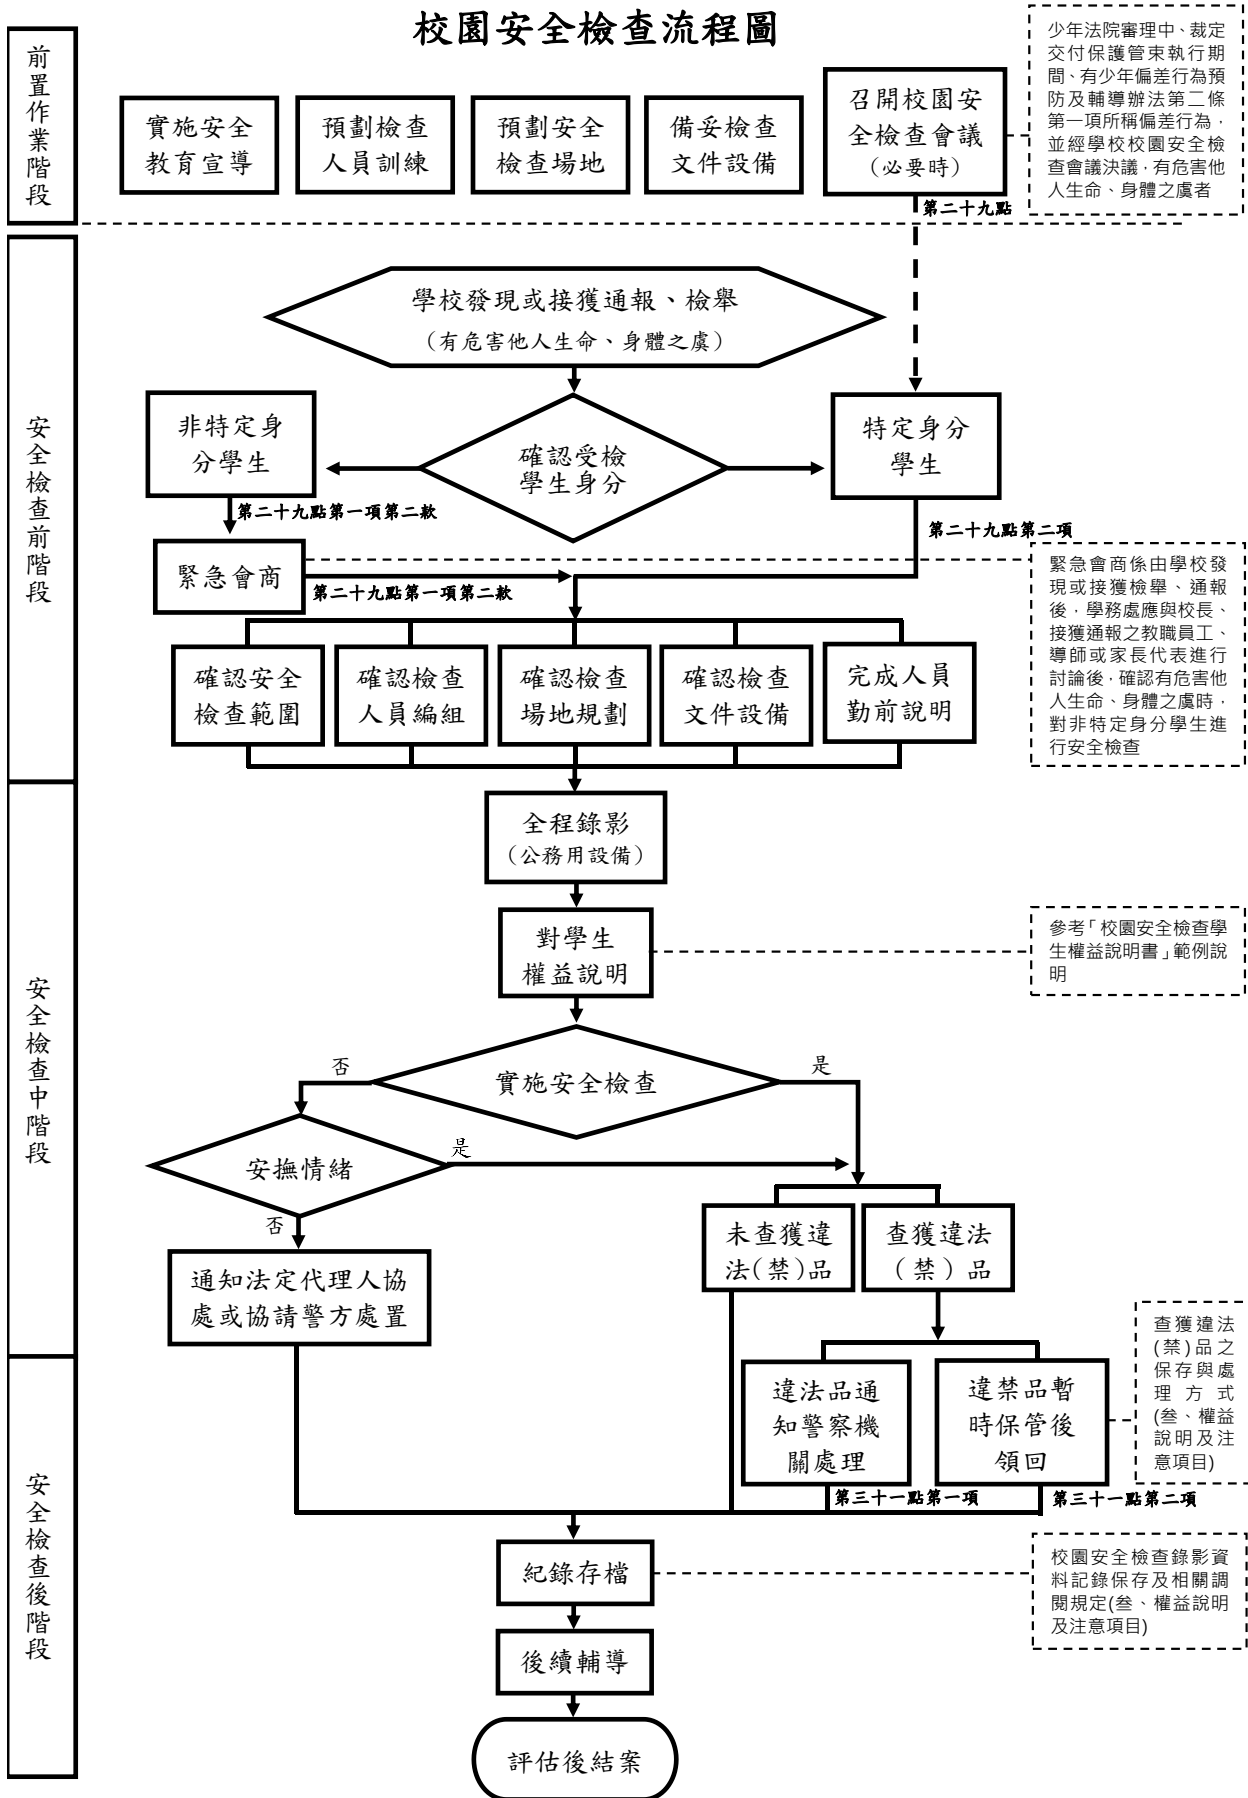 校園安全檢查流程圖
前置作業階段
實施安全
教育宣導
預劃檢查
人員訓練
預劃安全
檢查場地
備妥檢查
文件設備
召開校園安
全檢查會議
(必要時)
少年法院審理中、裁定
交付保護管束執行期
間、有少年偏差行為預
防及輔導辦法第二條
第一項所稱偏差行為,
並經學校校園安全檢
查會議決議,有危害他
人生命、身體之虞者
第二十九點
安全檢查前階段
學校發現或接獲通報、檢舉
(有危害他人生命、身體之虞)
非特定身
分學生
確認受檢
學生身分
特定身分
學生
第二十九點第一項第二款
第二十九點第二項
緊急會商
第二十九點第一項第二款
緊急會商係由學校發
現或接獲檢舉、通報
後,學務處應與校長、
接獲通報之教職員工、
導師或家長代表進行
討論後,確認有危害他
人生命、身體之虞時,
對非特定身分學生進
行安全檢查
確認安全
檢查範圍
確認檢查
人員編組
確認檢查
場地規劃
確認檢查
文件設備
完成人員
勤前說明
安全檢查中階段
全程錄影
(公務用設備)
對學生
權益說明
參考「校園安全檢查學
生權益說明書」範例說
明
否
實施安全檢查
是
安撫情緒
是
否
未查獲違
法(禁)品
查獲違法
(禁)品
通知法定代理人協
處或協請警方處置
安全檢查後階段
違法品通
知警察機
關處理
違禁品暫
時保管後
領回
查獲違法
(禁)品之
保存與處
理方式
(叁、權益
說明及注
意項目)
第三十一點第一項
第三十一點第二項
紀錄存檔
校園安全檢查錄影資
料記錄保存及相關調
閱規定(叁、權益說明
及注意項目)
後續輔導
評估後結案